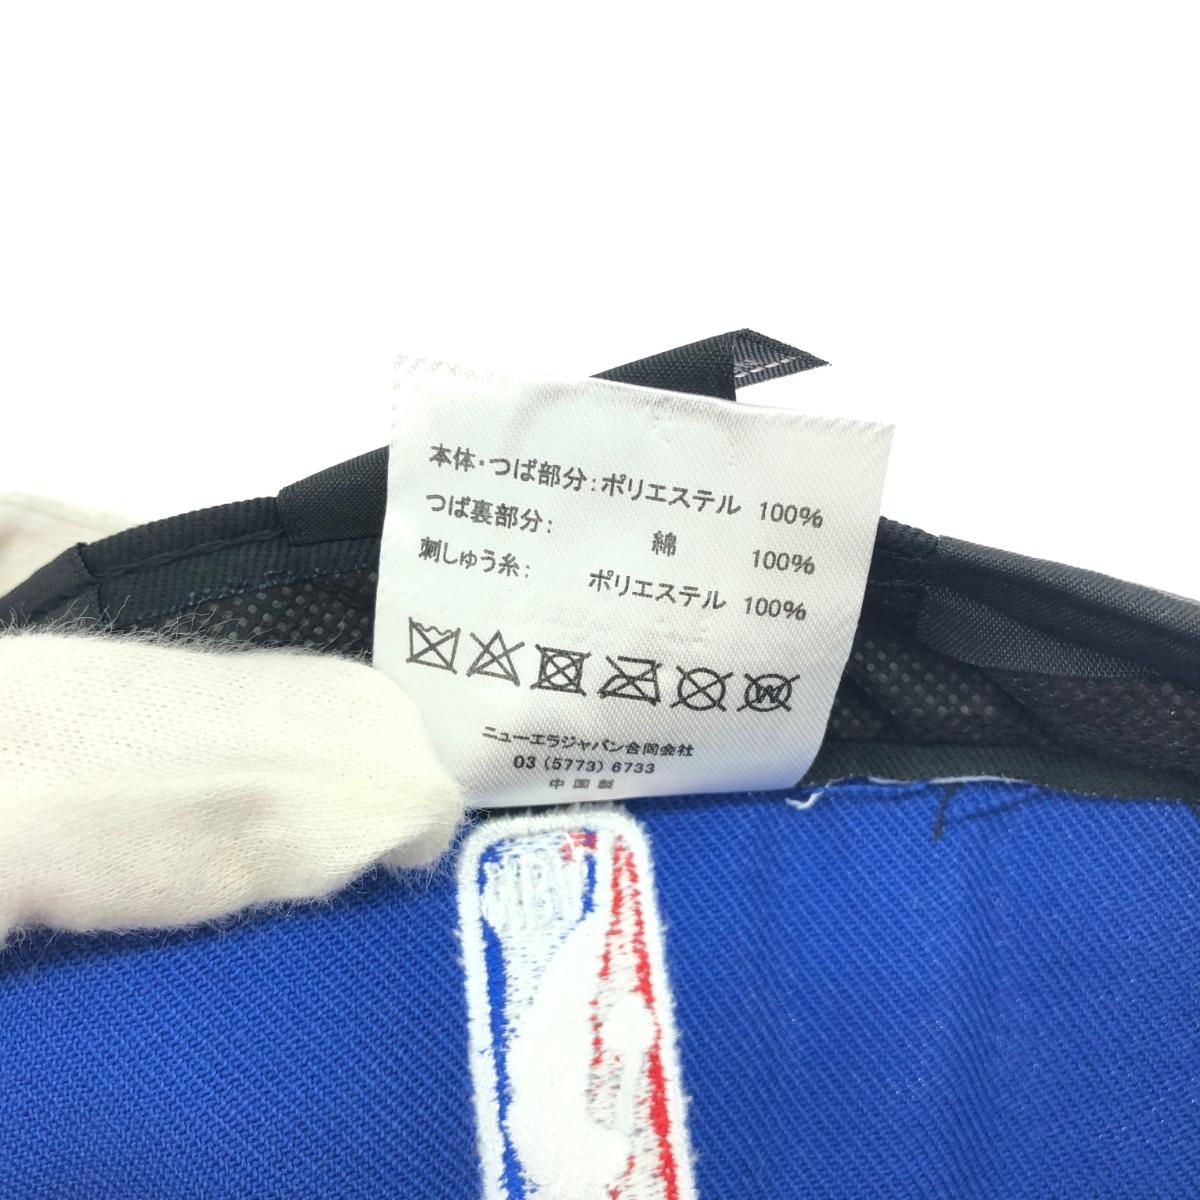 本体・つば部分：ポリエステル 100%
つば裏部分： 綿 100%
刺しゅう糸： ポリエステル 100%
ニューエラジャパン合同会社
03 (5773) 6733
中国製